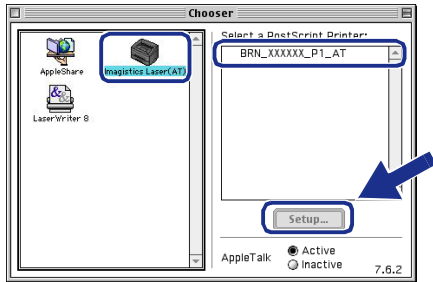 Chooser
Select a PostScript Printer:
BRN_XXXXXX_P1_AT
AppleShare
Imagistics Laser(AT)
LaserWriter 8
Setup...
AppleTalk
Active
Inactive
7.6.2